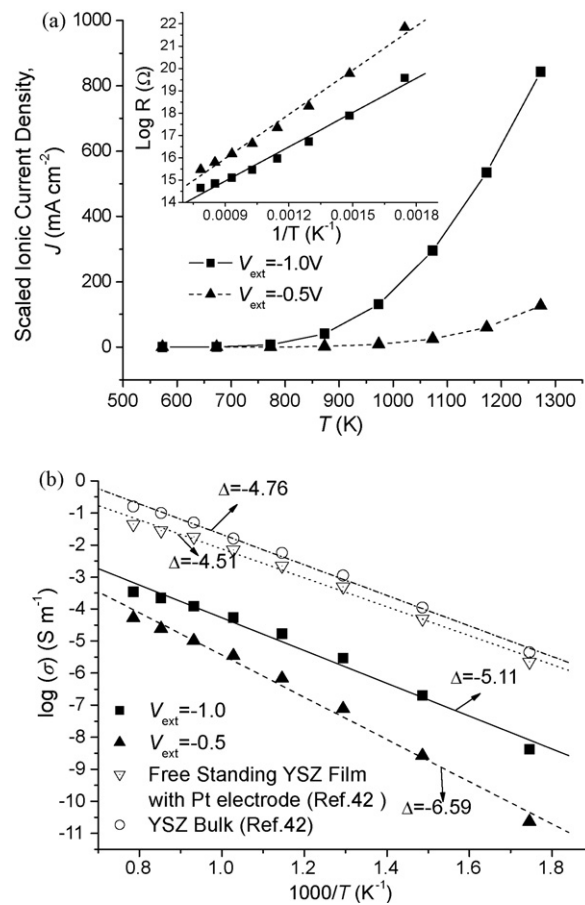 (a)
Scaled Ionic Current Density,
J (mA cm⁻²)
1000
800
600
400
200
0
500 600 700 800 900 1000 1100 1200 1300
T (K)
Log R (Ω)
23
22
21
20
19
18
17
16
15
14
0.0009 0.0012 0.0015 0.0018
1/T (K⁻¹)
V_ext=-1.0V
V_ext=-0.5V
(b)
log (σ) (S m⁻¹)
0
-1
-2
-3
-4
-5
-6
-7
-8
-9
-10
-11
Δ=-4.76
Δ=-4.51
Δ=-5.11
Δ=-6.59
V_ext=-1.0
V_ext=-0.5
Free Standing YSZ Film
with Pt electrode (Ref.42 )
YSZ Bulk (Ref.42)
0.8 1.0 1.2 1.4 1.6 1.8
1000/T (K⁻¹)